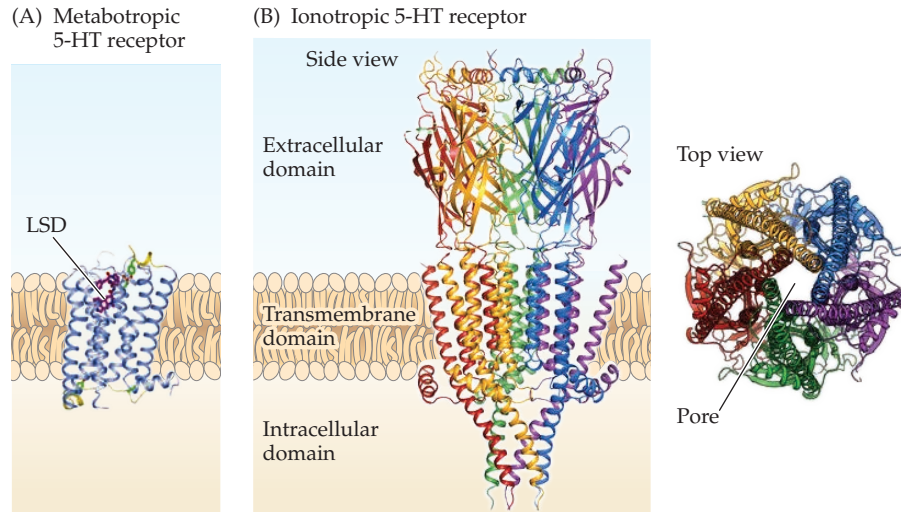 (A) Metabotropic
5-HT receptor
LSD
(B) Ionotropic 5-HT receptor
Side view
Extracellular
domain
Transmembrane
domain
Intracellular
domain
Top view
Pore